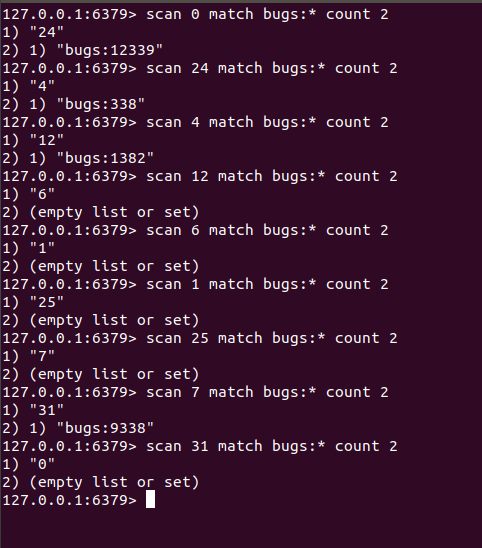 127.0.0.1:6379> scan 0 match bugs:* count 2
1) "24"
2) 1) "bugs:12339"
127.0.0.1:6379> scan 24 match bugs:* count 2
1) "4"
2) 1) "bugs:338"
127.0.0.1:6379> scan 4 match bugs:* count 2
1) "12"
2) 1) "bugs:1382"
127.0.0.1:6379> scan 12 match bugs:* count 2
1) "6"
2) (empty list or set)
127.0.0.1:6379> scan 6 match bugs:* count 2
1) "1"
2) (empty list or set)
127.0.0.1:6379> scan 1 match bugs:* count 2
1) "25"
2) (empty list or set)
127.0.0.1:6379> scan 25 match bugs:* count 2
1) "7"
2) (empty list or set)
127.0.0.1:6379> scan 7 match bugs:* count 2
1) "31"
2) 1) "bugs:9338"
127.0.0.1:6379> scan 31 match bugs:* count 2
1) "0"
2) (empty list or set)
127.0.0.1:6379>